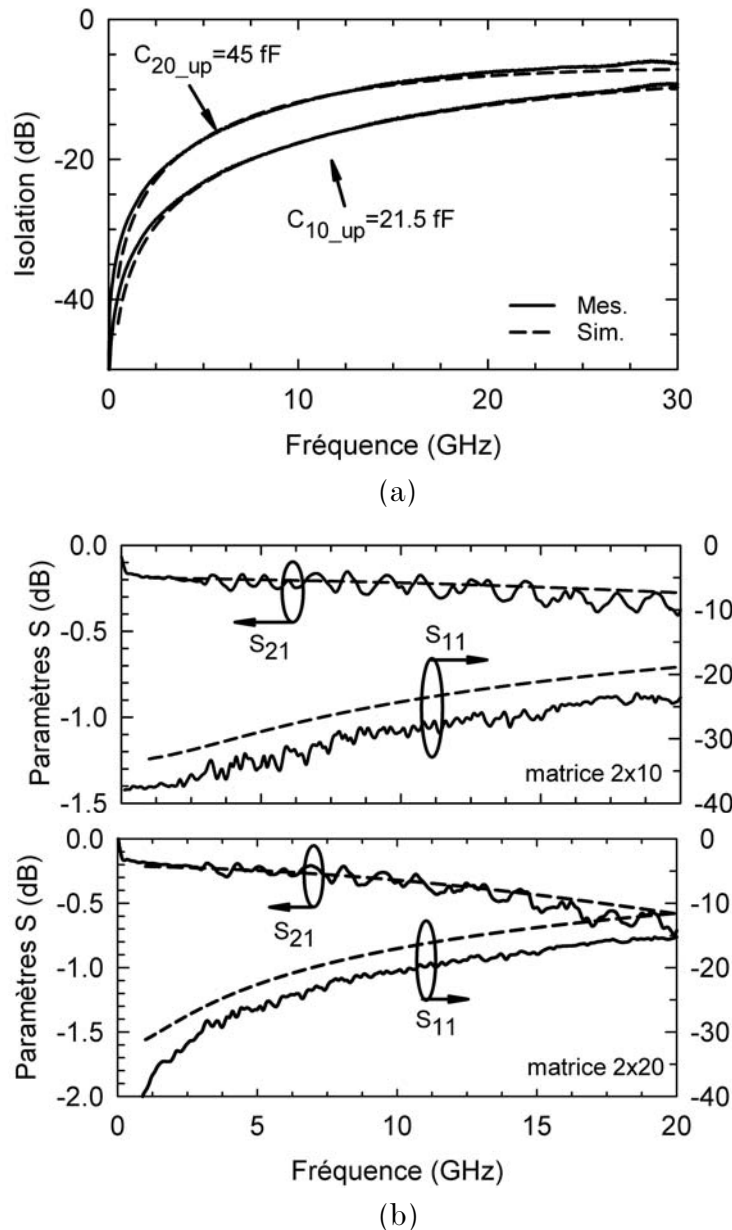 0
-20
-40
Isolation (dB)
C20_up=45 fF
C10_up=21.5 fF
Mes.
Sim.
0 10 20 30
Fréquence (GHz)
(a)
0.0
-0.5
-1.0
-1.5
Paramètres S (dB)
0
-10
-20
-30
-40
S21
S11
matrice 2x10
0.0
-0.5
-1.0
-1.5
-2.0
Paramètres S (dB)
0
-10
-20
-30
-40
S21
S11
matrice 2x20
0 5 10 15 20
Fréquence (GHz)
(b)